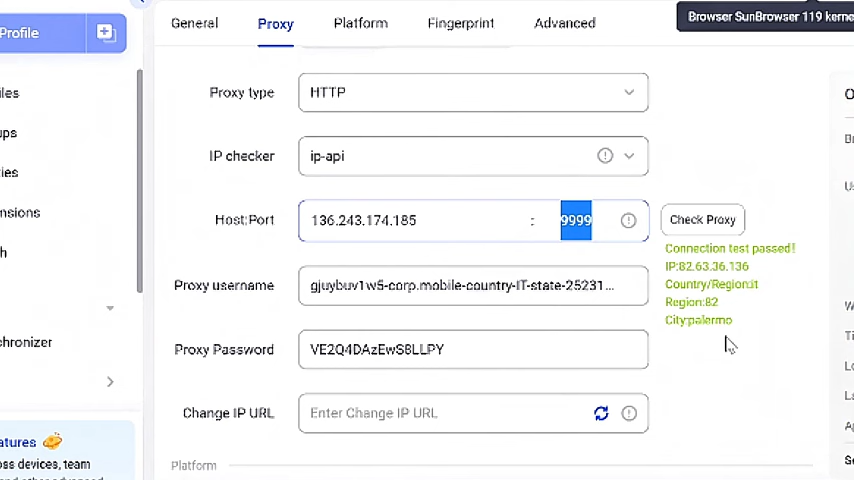 General Proxy Platform Fingerprint Advanced
Browser SunBrowser 119 kerne
Profile
Proxy type HTTP
files
IP checker ip-api
ups
Host:Port 136.243.174.185 : 9999 Check Proxy
Connection test passed!
IP:82.63.36.136
Country/Region:it
Region:82
City:palermo
Proxy username gjuybuv1w5-corp.mobile-country-IT-state-25231...
Proxy Password VE2Q4DAzEwS8LLPY
chronizer
Change IP URL Enter Change IP URL
atures
oss devices, team
Platform